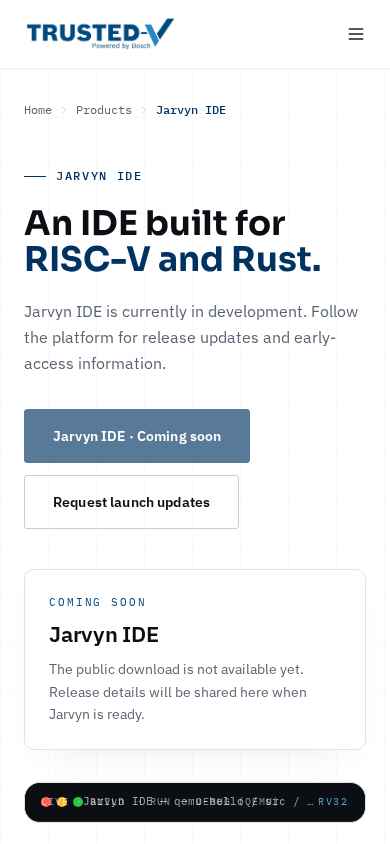 TRUSTED-V
Powered by Bosch
Home > Products > Jarvyn IDE
JARVYN IDE
An IDE built for
RISC-V and Rust.
Jarvyn IDE is currently in development. Follow
the platform for release updates and early-
access information.
Jarvyn IDE · Coming soon
Request launch updates
COMING SOON
Jarvyn IDE
The public download is not available yet.
Release details will be shared here when
Jarvyn is ready.
Jarvyn IDE
RV32